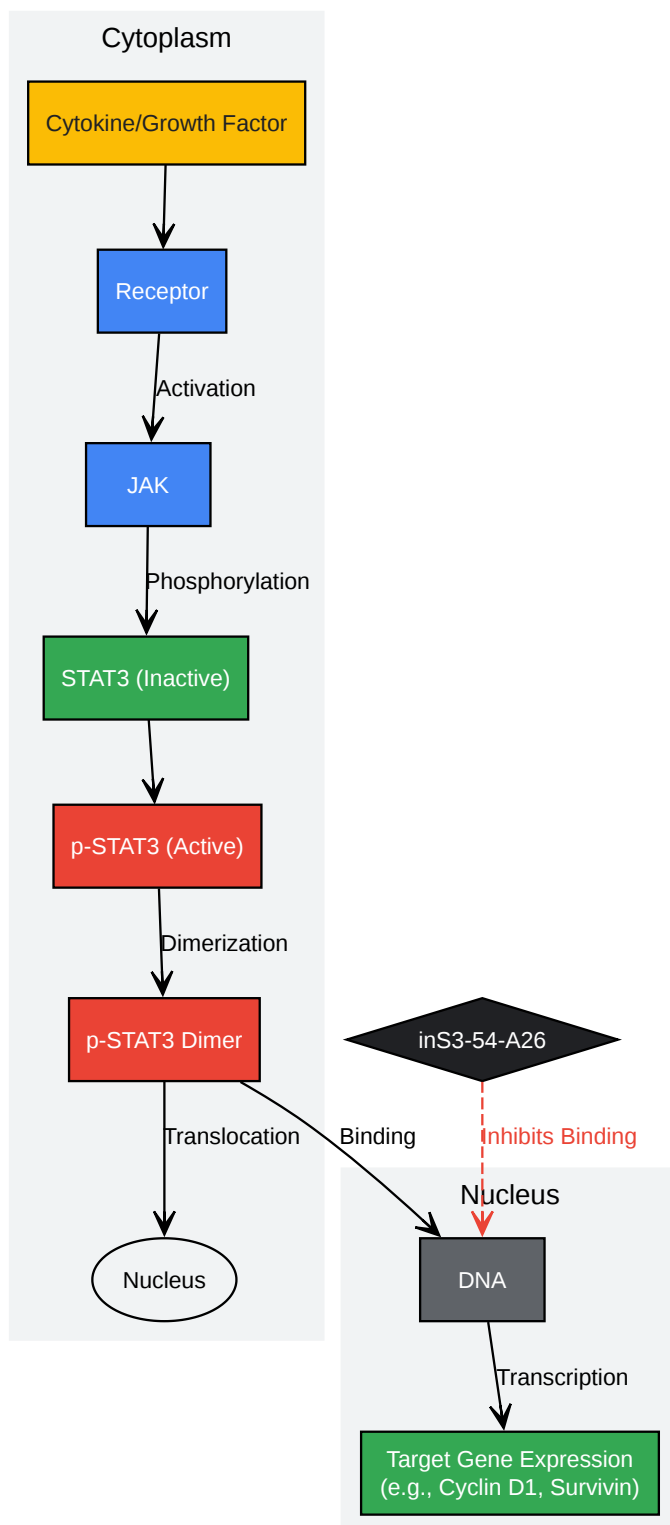 Cytoplasm
Cytokine/Growth Factor
Receptor
Activation
JAK
Phosphorylation
STAT3 (Inactive)
p-STAT3 (Active)
Dimerization
p-STAT3 Dimer
inS3-54-A26
Translocation
Binding
Inhibits Binding
Nucleus
Nucleus
DNA
Transcription
Target Gene Expression
(e.g., Cyclin D1, Survivin)